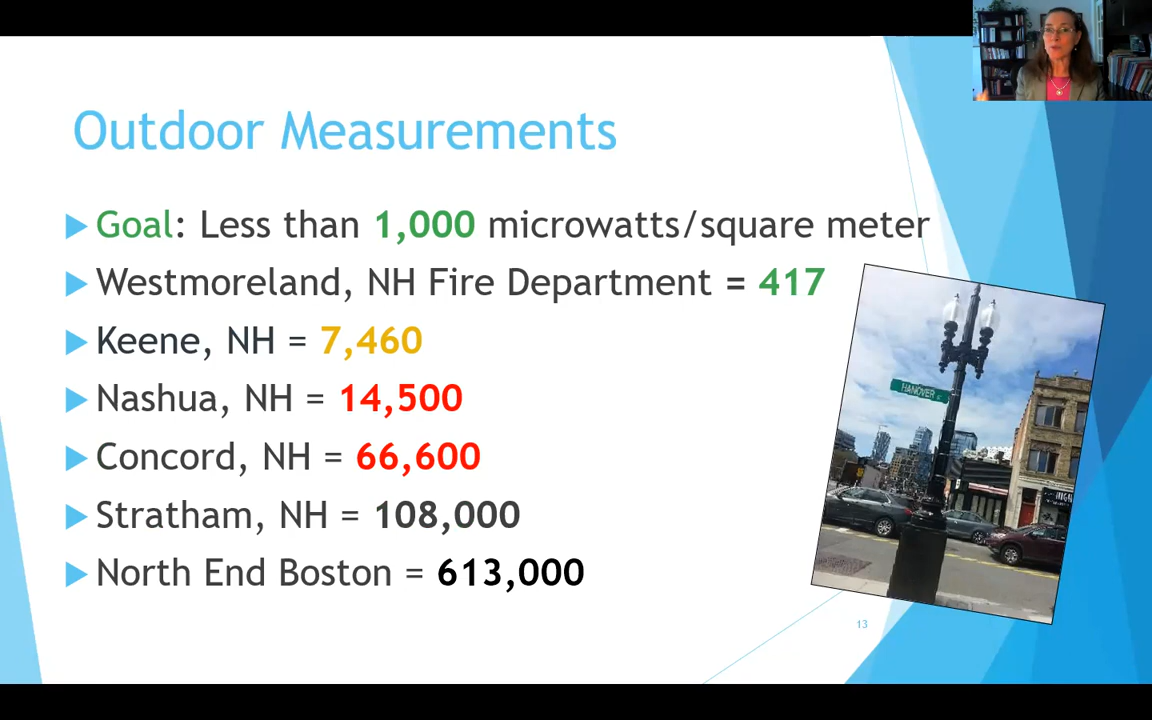 Outdoor Measurements
Goal: Less than 1,000 microwatts/square meter
Westmoreland, NH Fire Department = 417
Keene, NH = 7,460
Nashua, NH = 14,500
Concord, NH = 66,600
Stratham, NH = 108,000
North End Boston = 613,000
HANOVER ST
13